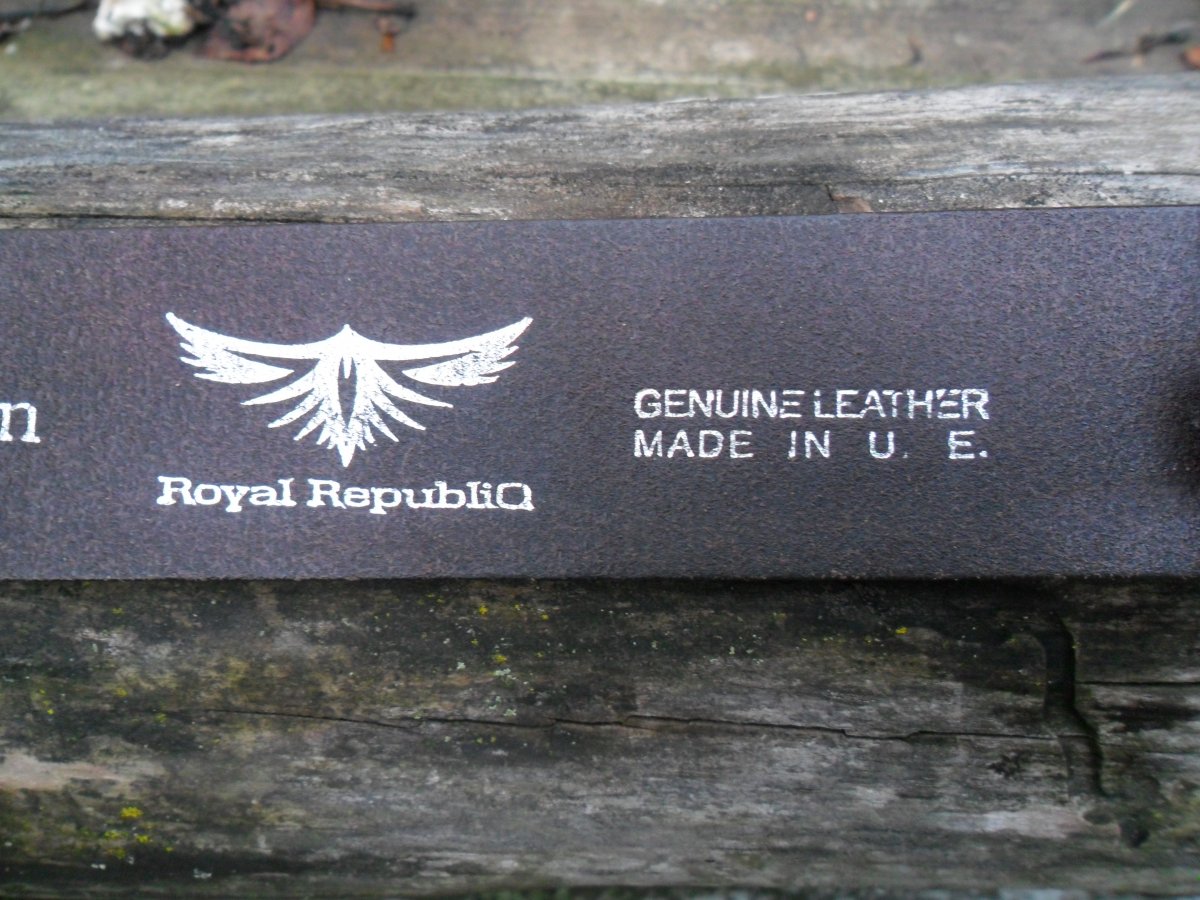 n
Royal RepubliQ
GENUINE LEATHER
MADE IN U. E.